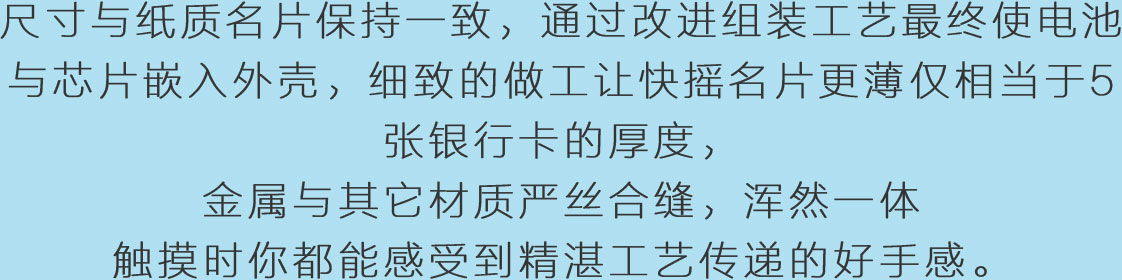 尺寸与纸质名片保持一致，通过改进组装工艺最终使电池
与芯片嵌入外壳，细致的做工让快摇名片更薄仅相当于5
张银行卡的厚度，
金属与其它材质严丝合缝，浑然一体
触摸时你都能感受到精湛工艺传递的好手感。